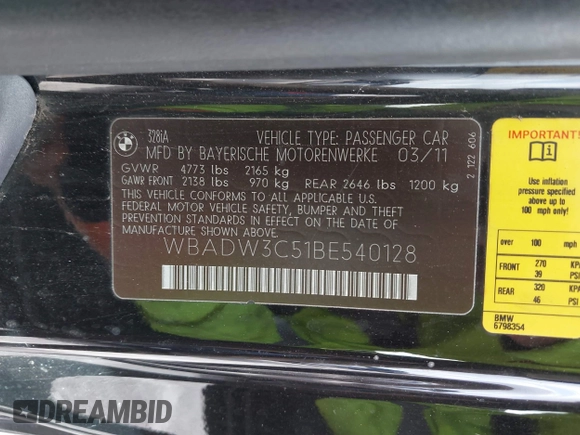 328iA
VEHICLE TYPE: PASSENGER CAR
MFD BY BAYERISCHE MOTORENWERKE 03/11
GVWR 4773 lbs 2165 kg
GAWR FRONT 2138 lbs 970 kg REAR 2646 lbs 1200 kg
THIS VEHICLE CONFORMS TO ALL APPLICABLE U.S.
FEDERAL MOTOR VEHICLE SAFETY, BUMPER AND THEFT
PREVENTION STANDARDS IN EFFECT ON THE DATE OF
MANUFACTURE SHOWN ABOVE.
WBADW3C51BE540128
2 122 606
IMPORTANT!
Use inflation
pressure of
up to
100 mph only!
over 100 mph
FRONT 270 KPA
39 PSI
REAR 320 KPA
46 PSI
BMW
6798354
DREAMBID